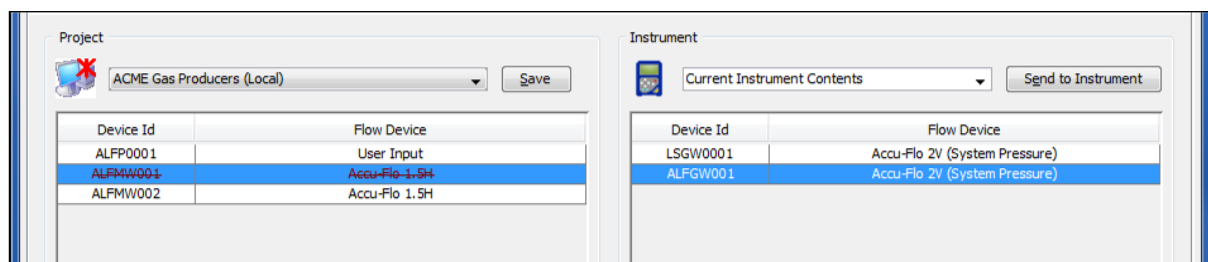 Project
ACME Gas Producers (Local)
Save
Device Id Flow Device
ALFP0001 User Input
ALFMW001 Accu-Flo 1.5H
ALFMW002 Accu-Flo 1.5H
Instrument
Current Instrument Contents
Send to Instrument
Device Id Flow Device
LSGW0001 Accu-Flo 2V (System Pressure)
ALFGW001 Accu-Flo 2V (System Pressure)